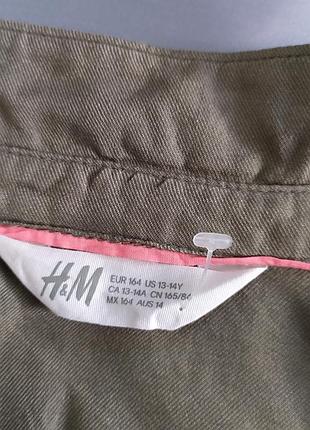 H&M
EUR 164 US 13-14Y
CA 13-14A CN 165/84
MX 164 AUS 14